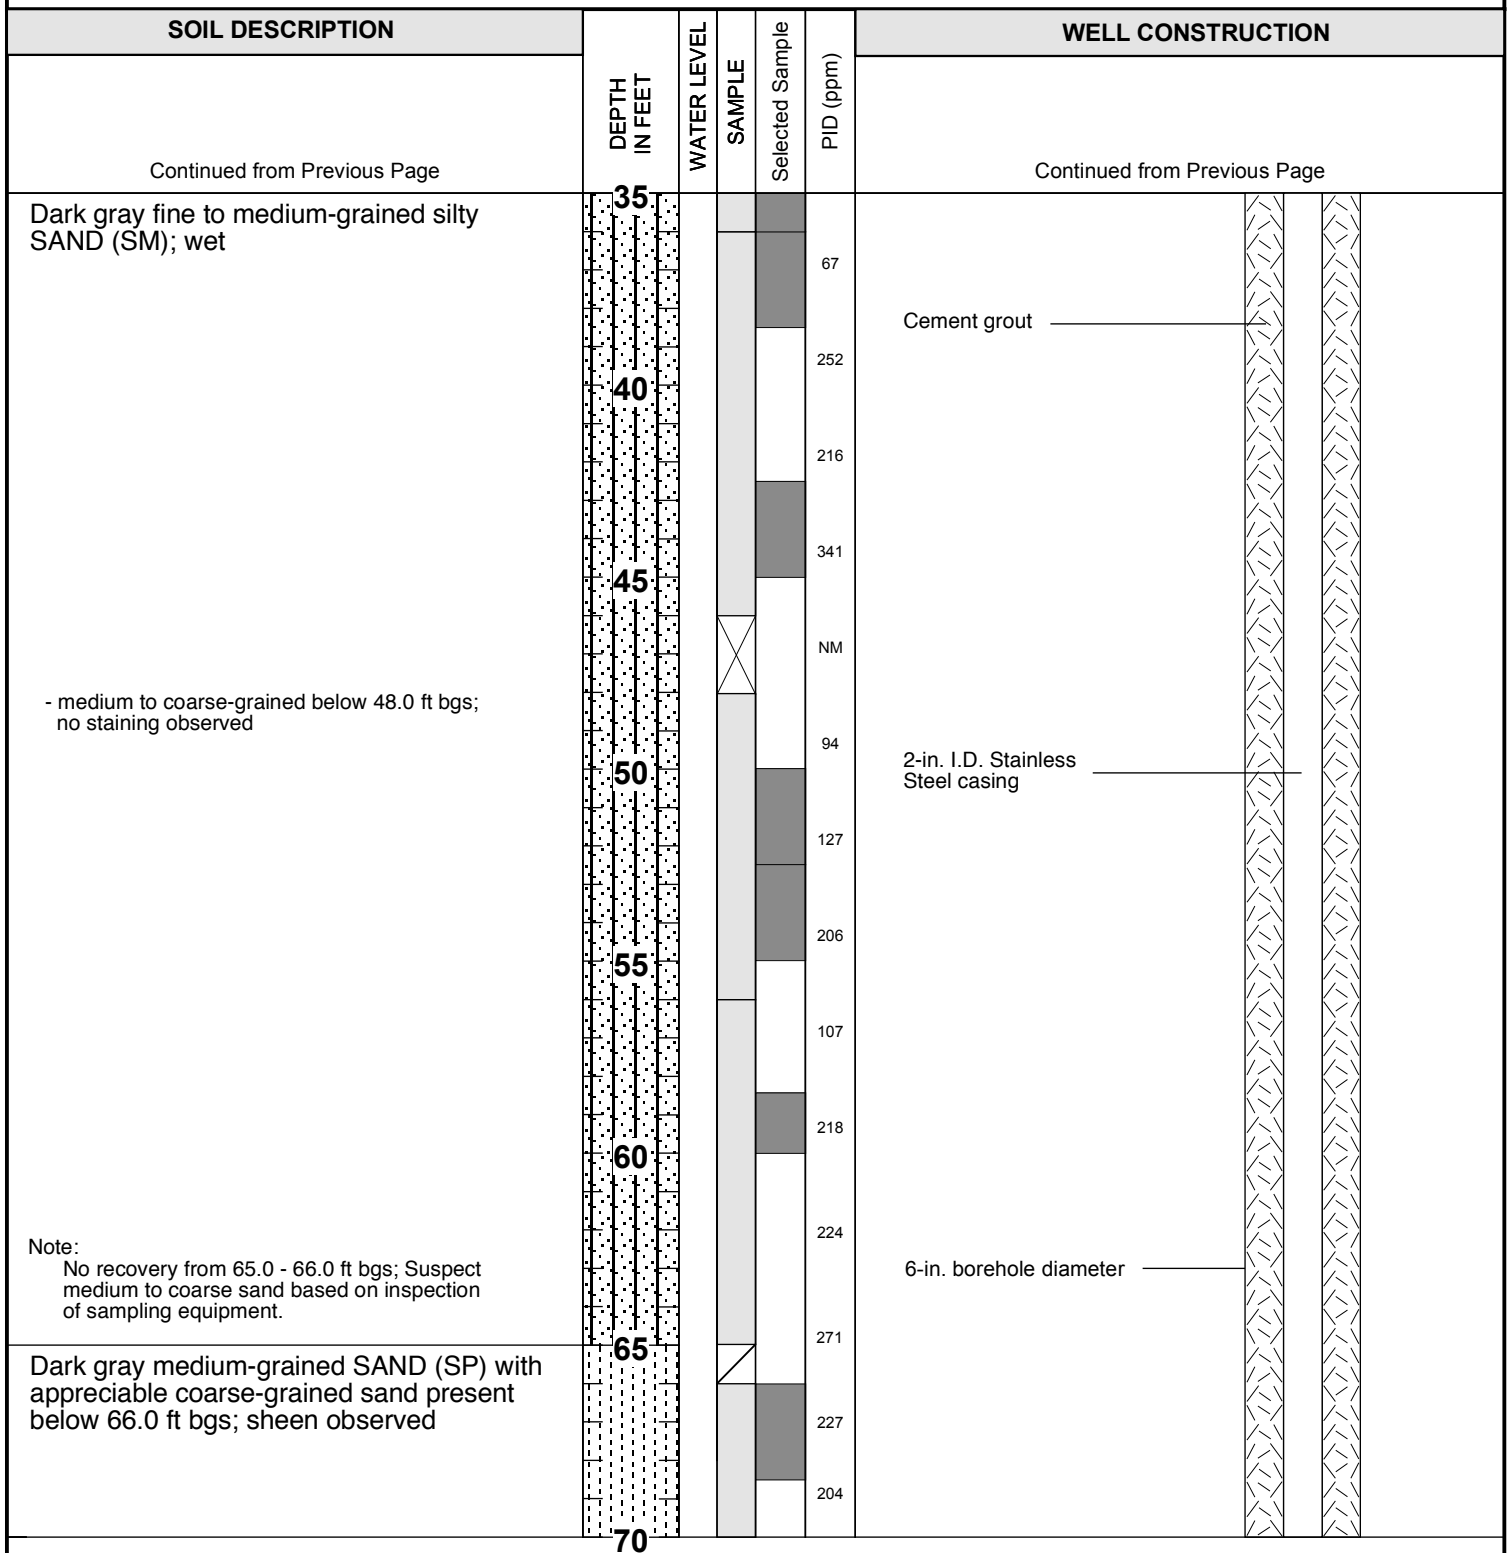 SOIL DESCRIPTION
Continued from Previous Page
DEPTH
IN FEET
WATER LEVEL
SAMPLE
Selected Sample
PID (ppm)
WELL CONSTRUCTION
Continued from Previous Page
Dark gray fine to medium-grained silty
SAND (SM); wet
- medium to coarse-grained below 48.0 ft bgs;
no staining observed
Note:
No recovery from 65.0 - 66.0 ft bgs; Suspect
medium to coarse sand based on inspection
of sampling equipment.
Dark gray medium-grained SAND (SP) with
appreciable coarse-grained sand present
below 66.0 ft bgs; sheen observed
35
40
45
50
55
60
65
70
67
252
216
341
NM
94
127
206
107
218
224
271
227
204
Cement grout
2-in. I.D. Stainless
Steel casing
6-in. borehole diameter